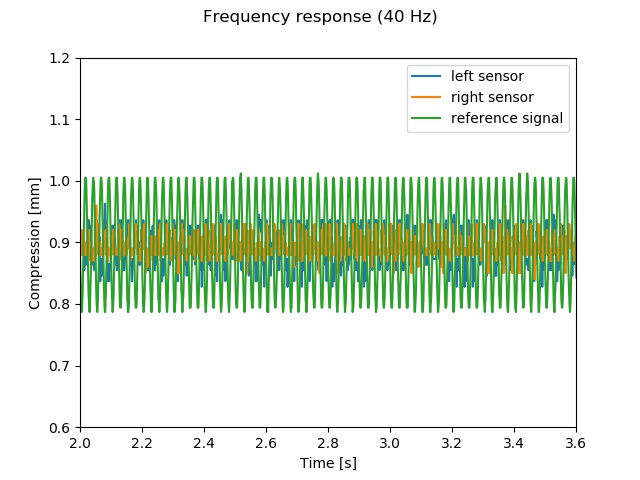 Frequency response (40 Hz)
1.2
left sensor
right sensor
reference signal
1.1
1.0
0.9
0.8
0.7
0.6
Compression [mm]
2.0 2.2 2.4 2.6 2.8 3.0 3.2 3.4 3.6
Time [s]